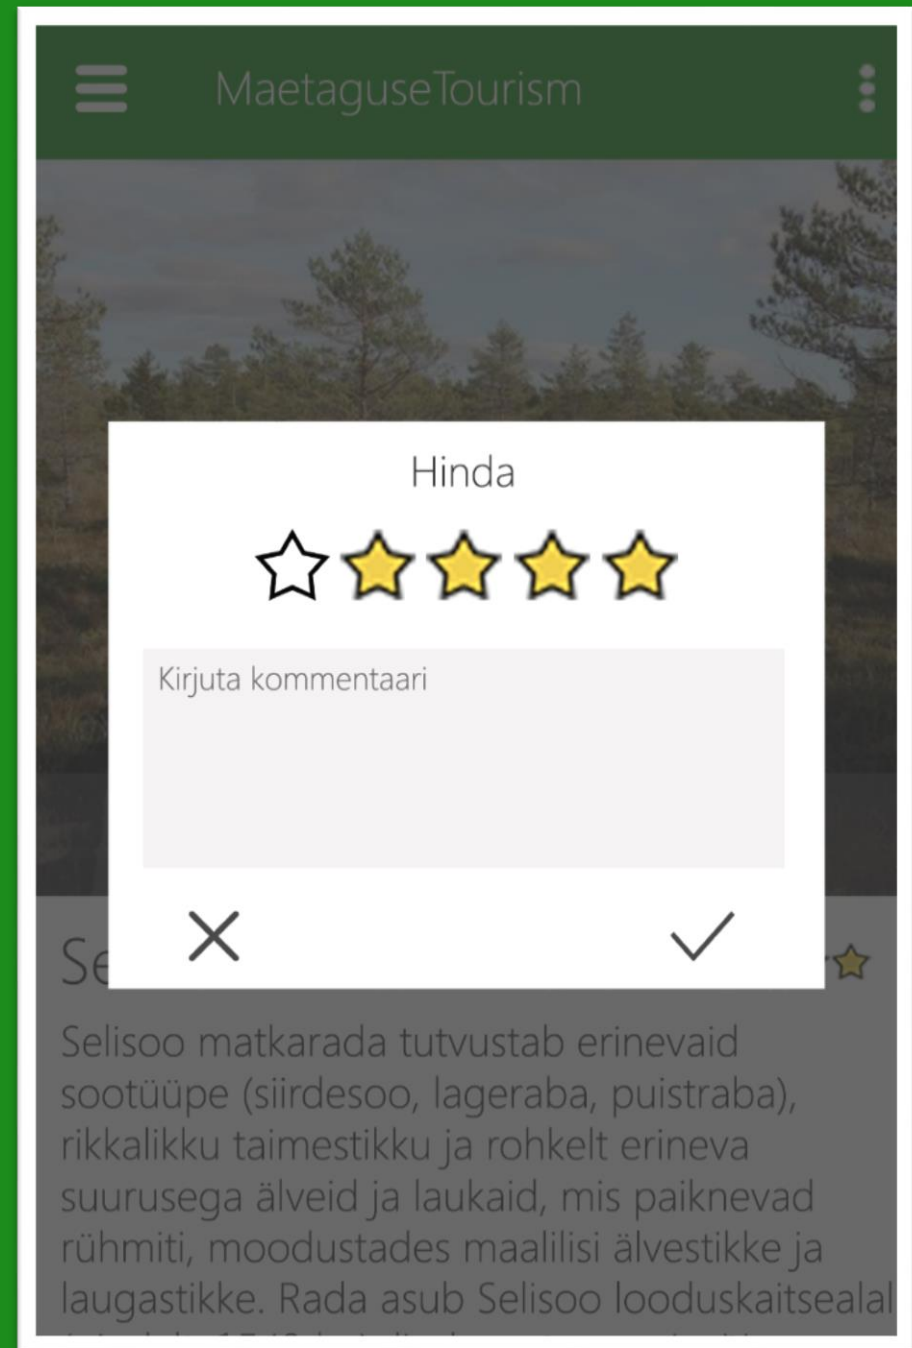 MaetaguseTourism
Hinda
Kirjuta kommentaari
Selisoo matkarada tutvustab erinevaid
sootüüpe (siirdesoo, lageraba, puistraba),
rikkalikku taimestikku ja rohkelt erineva
suurusega älveid ja laukaid, mis paiknevad
rühmiti, moodustades maalilisi älvestikke ja
laugastikke. Rada asub Selisoo looduskaitsealal